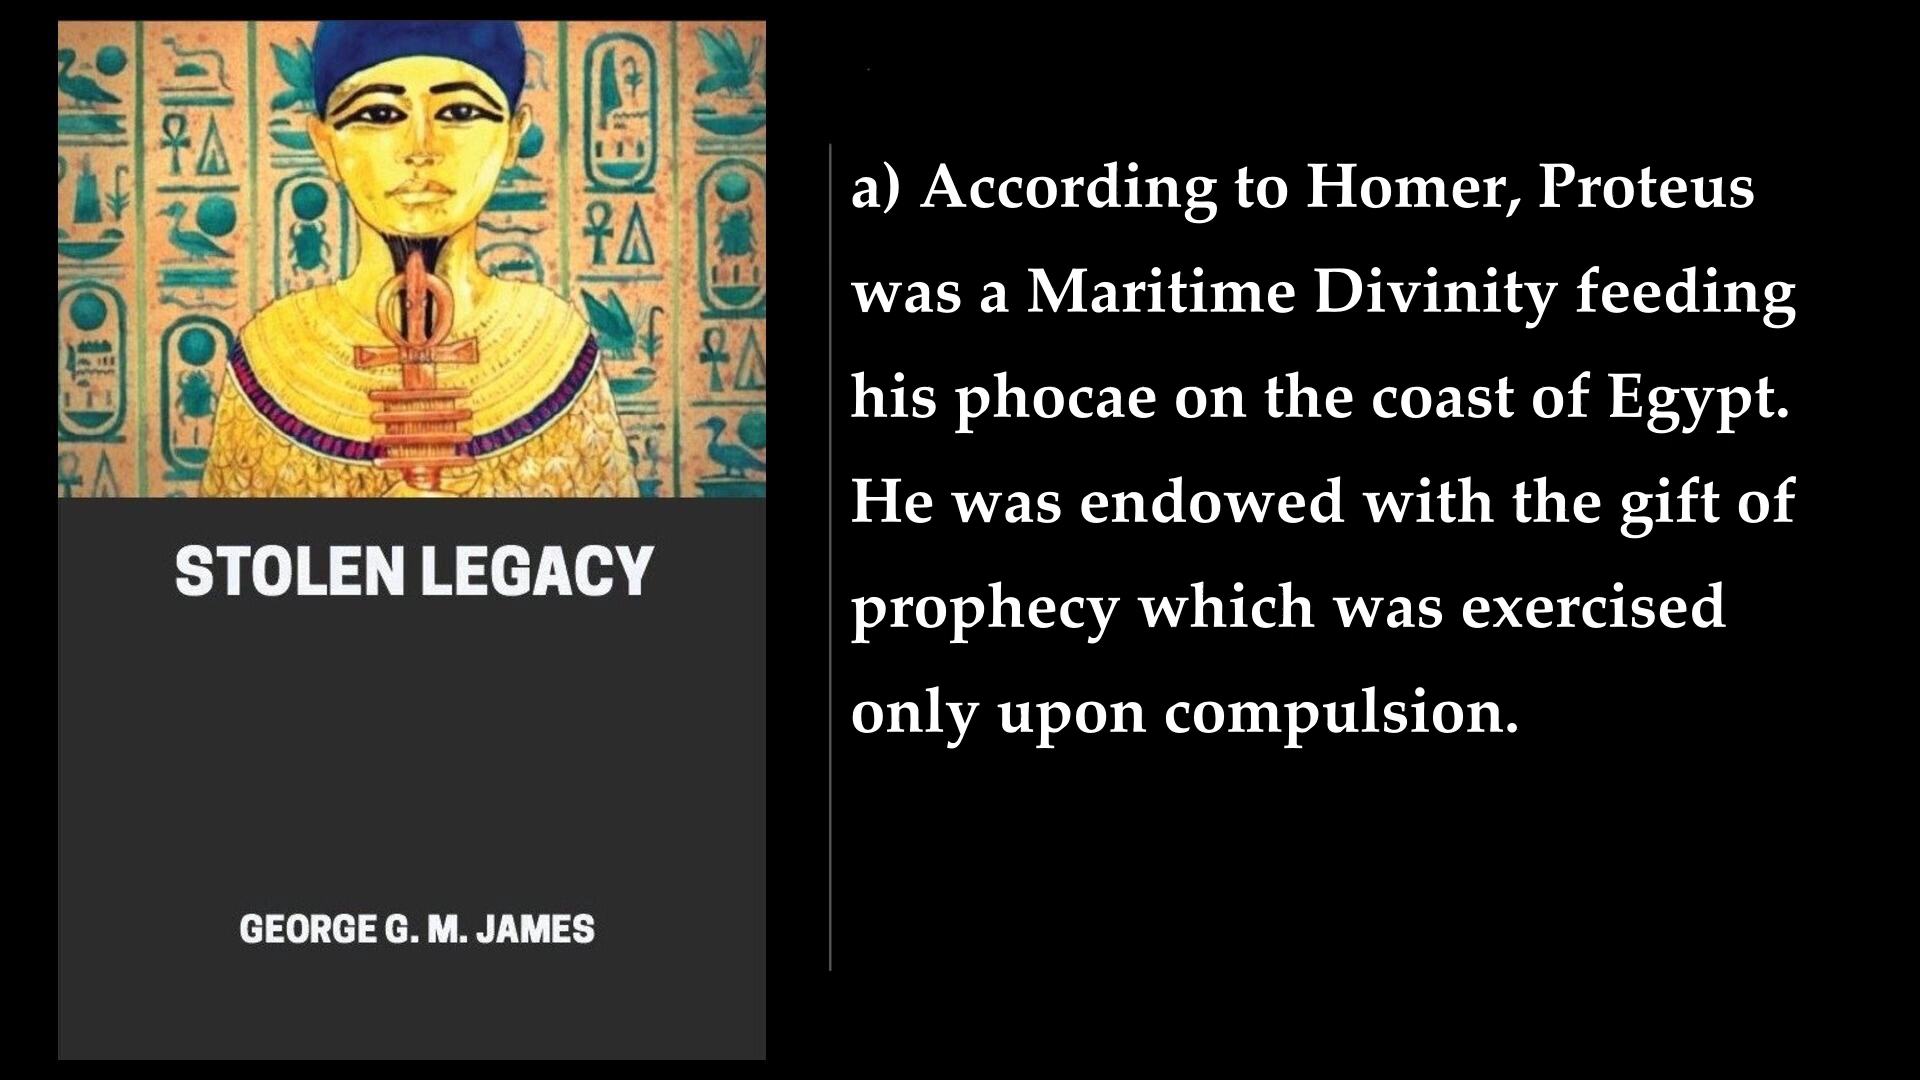 STOLEN LEGACY
GEORGE G. M. JAMES
a) According to Homer, Proteus
was a Maritime Divinity feeding
his phocae on the coast of Egypt.
He was endowed with the gift of
prophecy which was exercised
only upon compulsion.